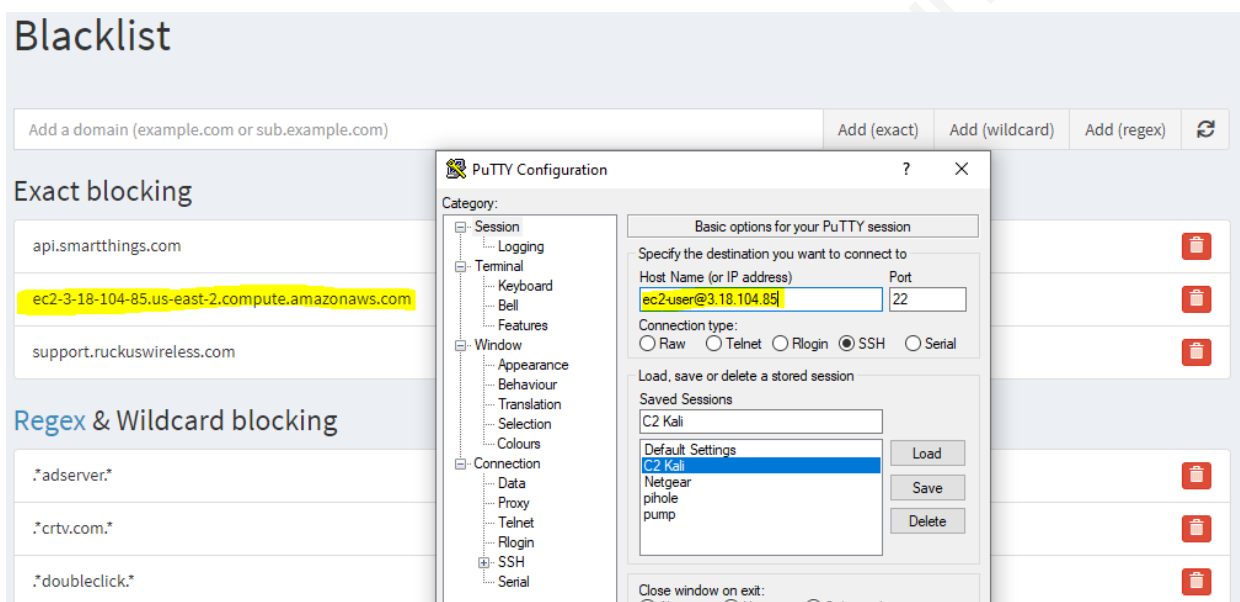 Blacklist
Add a domain (example.com or sub.example.com)
Add (exact)
Add (wildcard)
Add (regex)
Exact blocking
api.smartthings.com
ec2-3-18-104-85.us-east-2.compute.amazonaws.com
support.ruckuswireless.com
Regex & Wildcard blocking
.*adserver.*
.*crtv.com.*
.*doubleclick.*
PuTTY Configuration
?
Category:
Session
Logging
Terminal
Keyboard
Bell
Features
Window
Appearance
Behaviour
Translation
Selection
Colours
Connection
Data
Proxy
Telnet
Rlogin
SSH
Serial
Basic options for your PuTTY session
Specify the destination you want to connect to
Host Name (or IP address) Port
ec2-user@3.18.104.85 22
Connection type:
Raw Telnet Rlogin SSH Serial
Load, save or delete a stored session
Saved Sessions
C2 Kali
Default Settings
C2 Kali
Netgear
pihole
pump
Load
Save
Delete
Close window on exit: